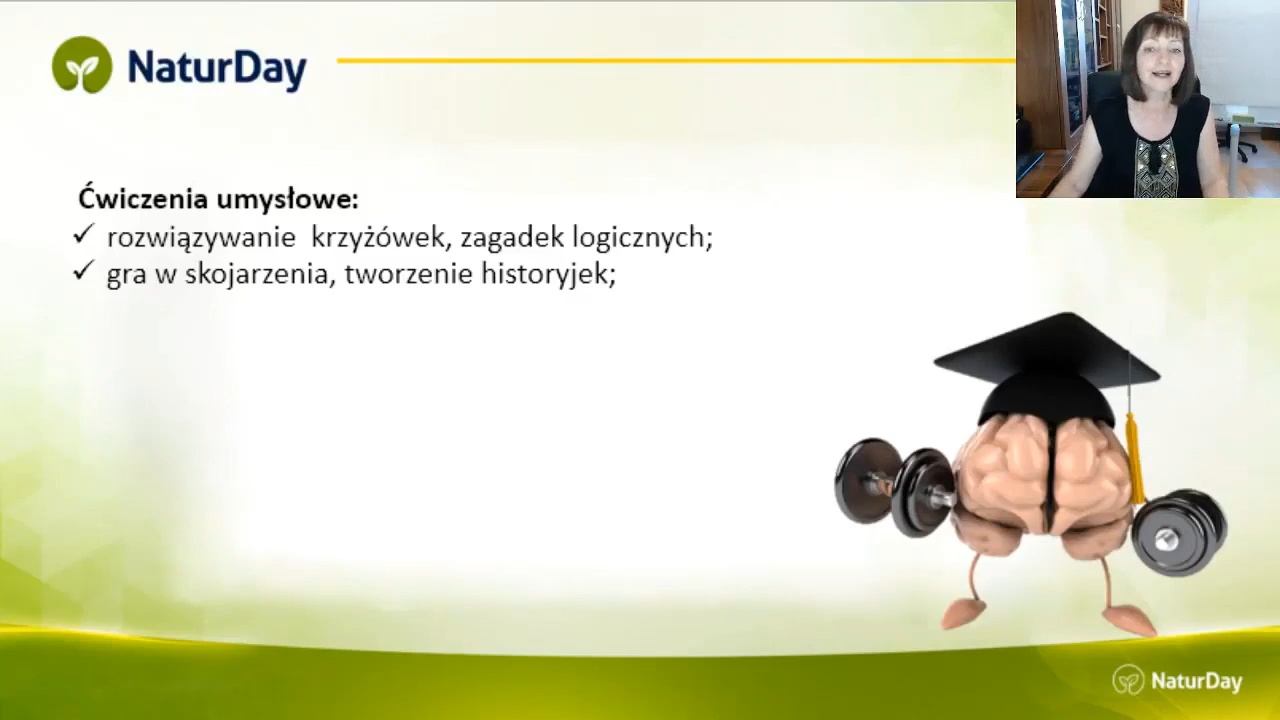 NaturDay
Ćwiczenia umysłowe:
✓ rozwiązywanie krzyżówek, zagadek logicznych;
✓ gra w skojarzenia, tworzenie historyjek;
NaturDay